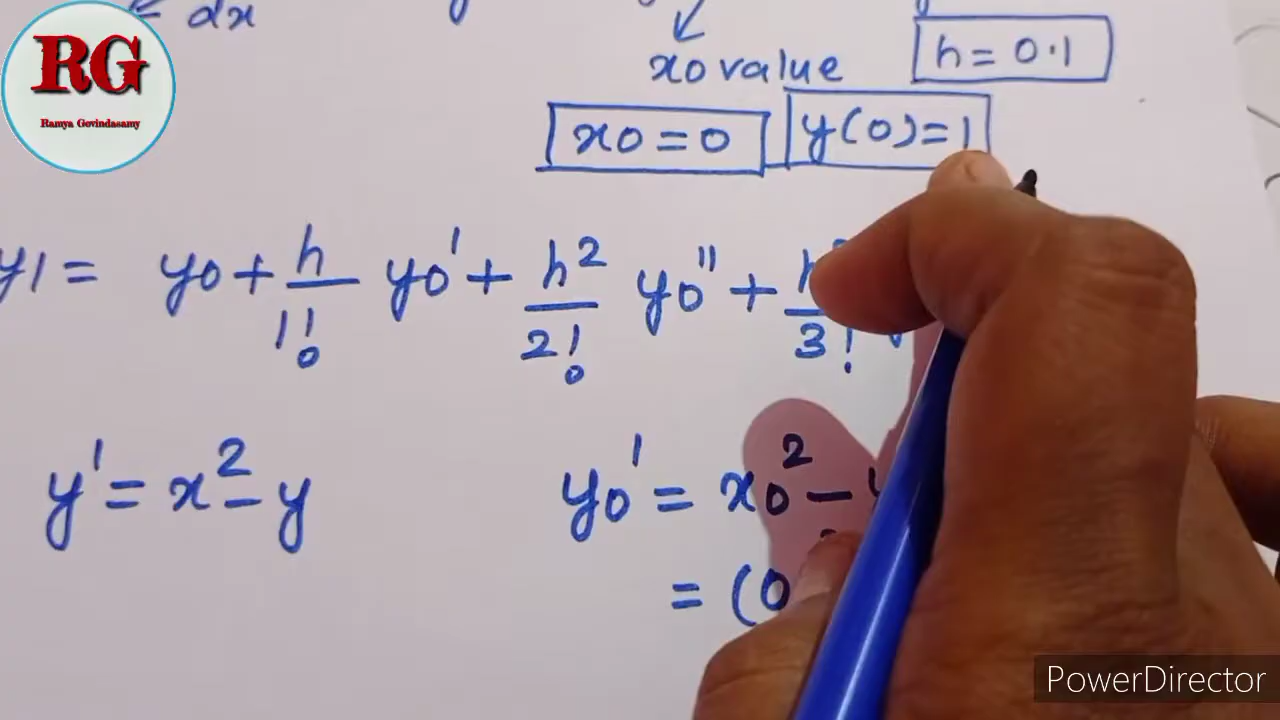 RG
Ramya Govindasamy
= dx
x0 value
h = 0.1
x0 = 0
y(0) = 1
y1 = y0 + h/1! y0' + h²/2! y0'' + h/3!
y' = x² - y
y0' = x0² -
= (0
PowerDirector